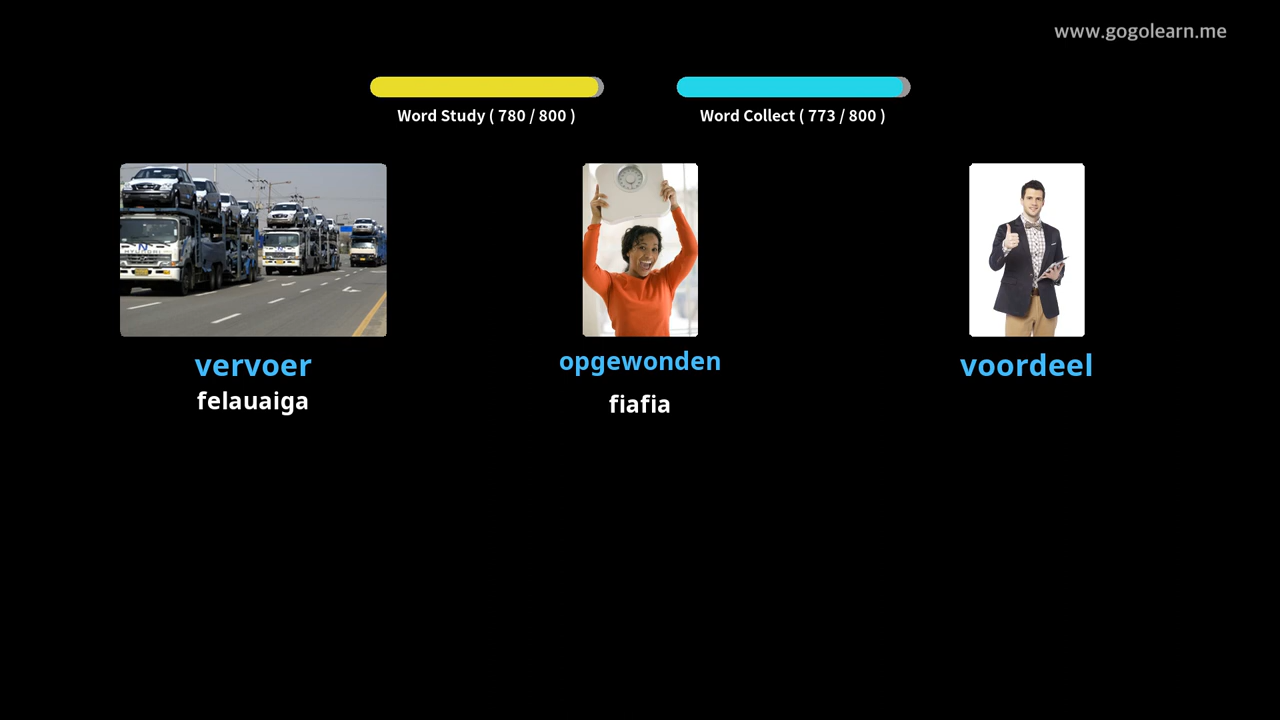 www.gogolearn.me
Word Study ( 780 / 800 )
Word Collect ( 773 / 800 )
vervoer
felauaiga
opgewonden
fiafia
voordeel